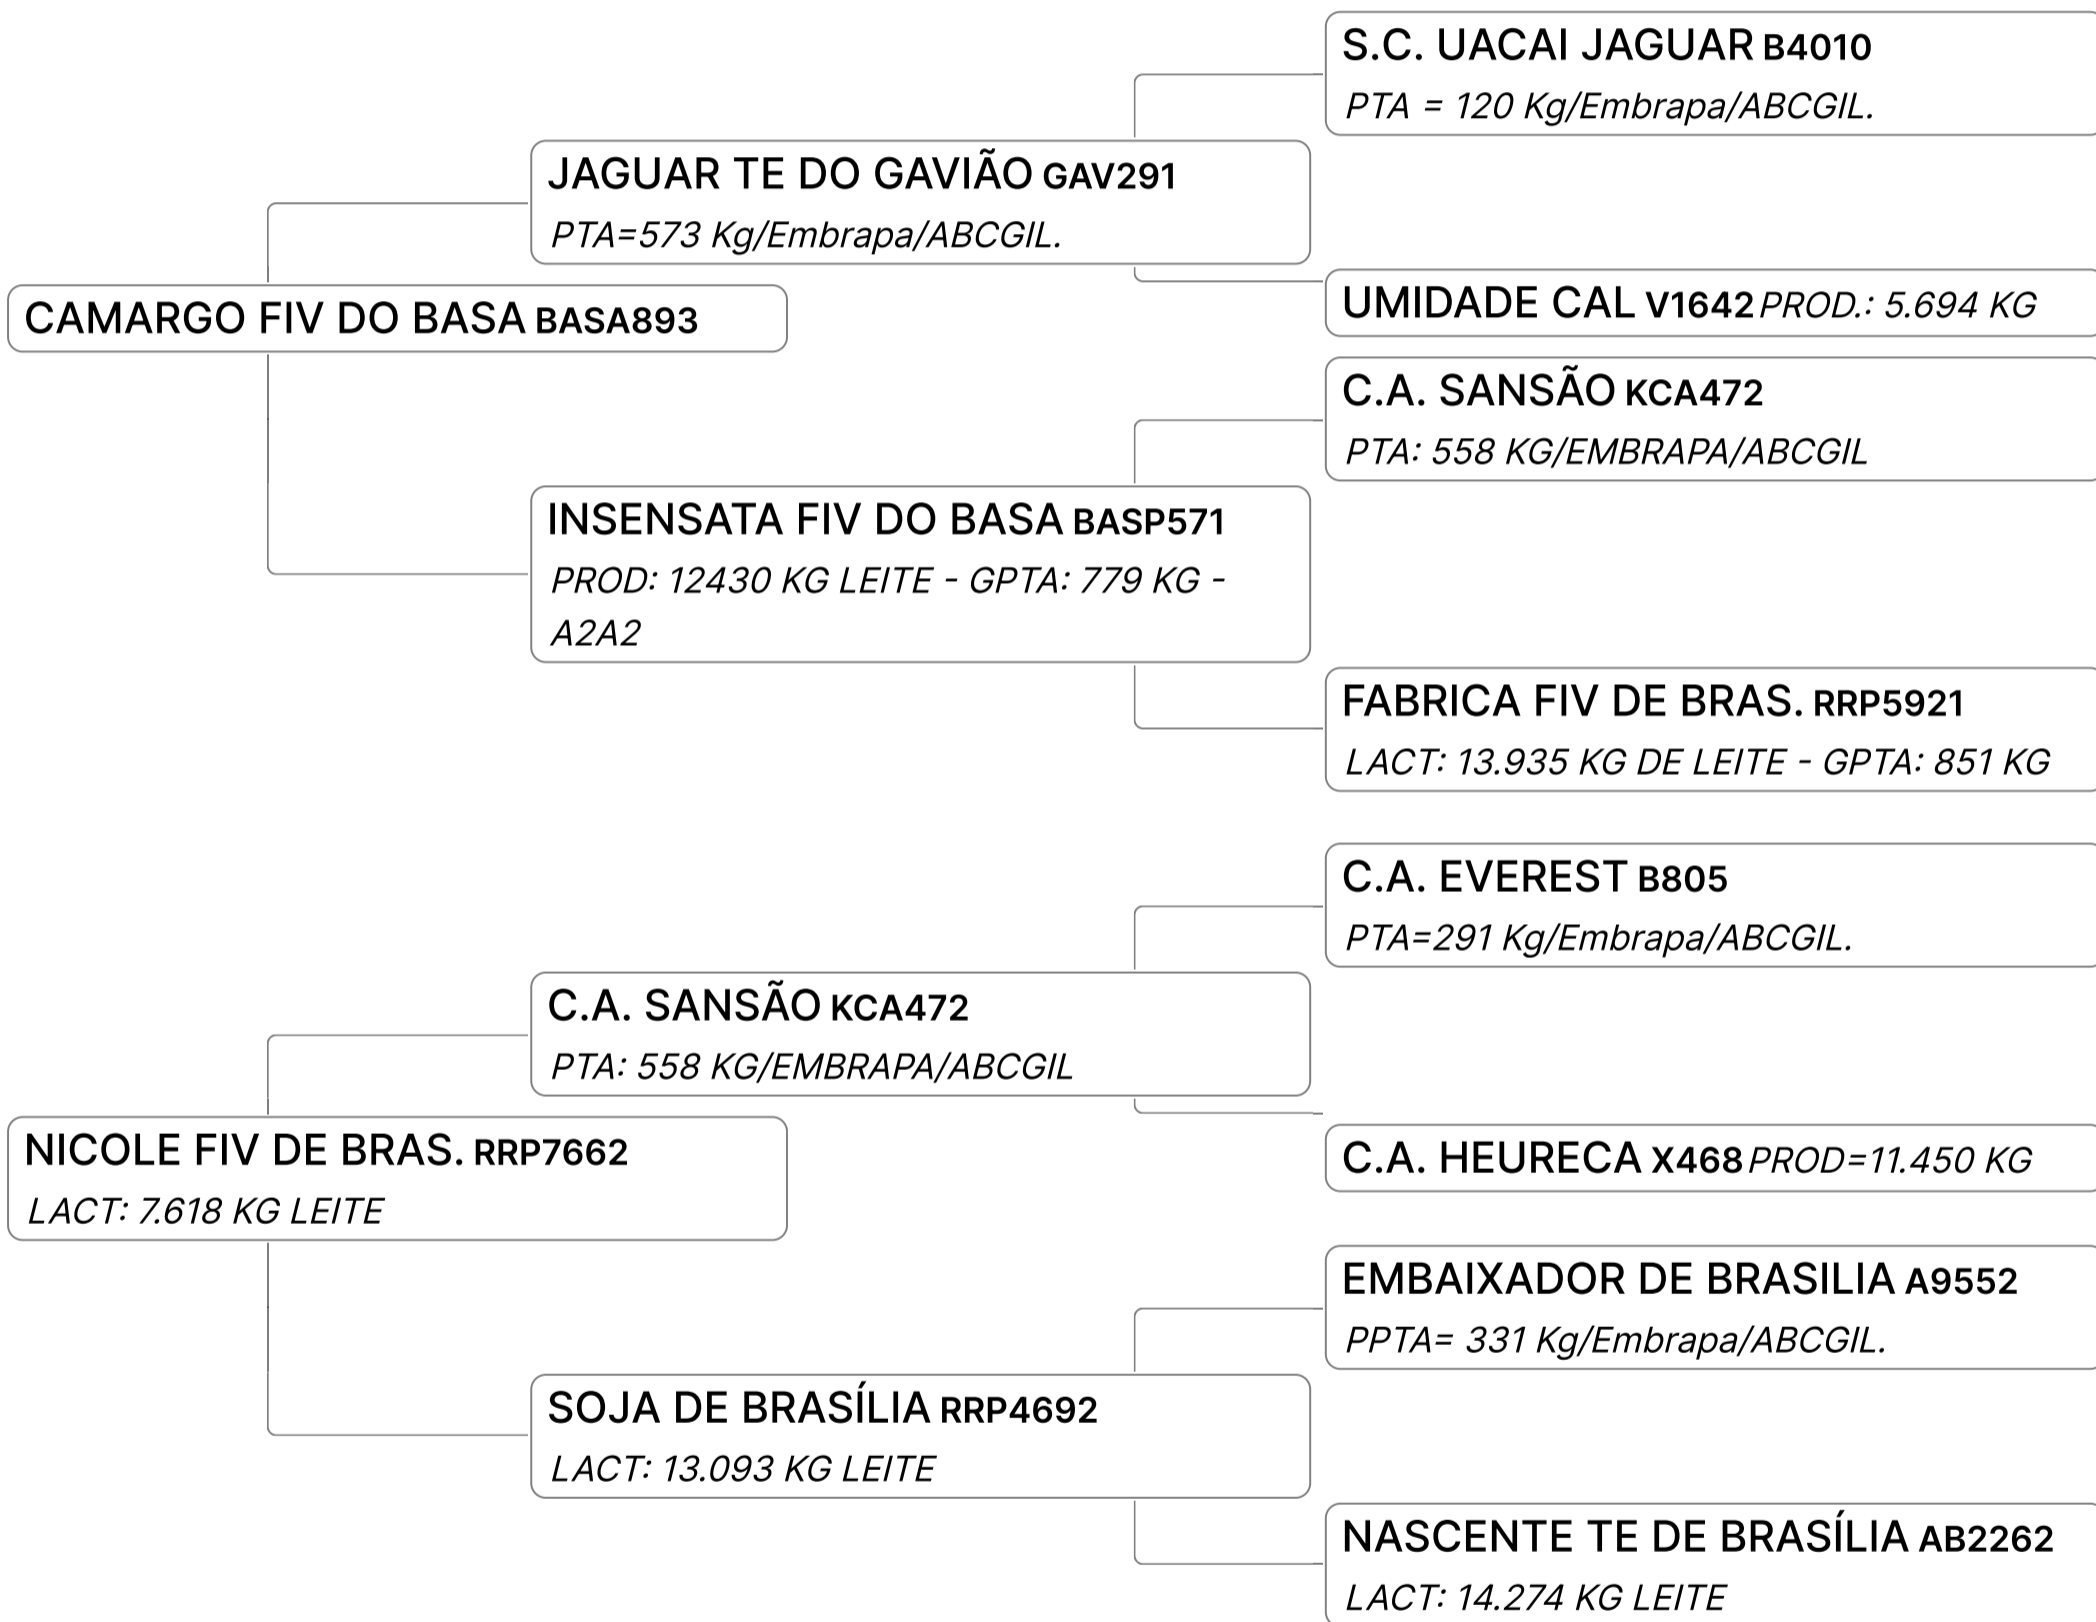 S.C. UACAI JAGUAR B4010
PTA = 120 Kg/Embrapa/ABCGIL.
JAGUAR TE DO GAVIÃO GAV291
PTA=573 Kg/Embrapa/ABCGIL.
UMIDADE CAL V1642 PROD.: 5.694 KG
CAMARGO FIV DO BASA BASA893
C.A. SANSÃO KCA472
PTA: 558 KG/EMBRAPA/ABCGIL
INSENSATA FIV DO BASA BASP571
PROD: 12430 KG LEITE - GPTA: 779 KG -
A2A2
FABRICA FIV DE BRAS. RRP5921
LACT: 13.935 KG DE LEITE - GPTA: 851 KG
C.A. EVEREST B805
PTA=291 Kg/Embrapa/ABCGIL.
C.A. SANSÃO KCA472
PTA: 558 KG/EMBRAPA/ABCGIL
C.A. HEURECA X468 PROD=11.450 KG
NICOLE FIV DE BRAS. RRP7662
LACT: 7.618 KG LEITE
EMBAIXADOR DE BRASILIA A9552
PPTA= 331 Kg/Embrapa/ABCGIL.
SOJA DE BRASÍLIA RRP4692
LACT: 13.093 KG LEITE
NASCENTE TE DE BRASÍLIA AB2262
LACT: 14.274 KG LEITE